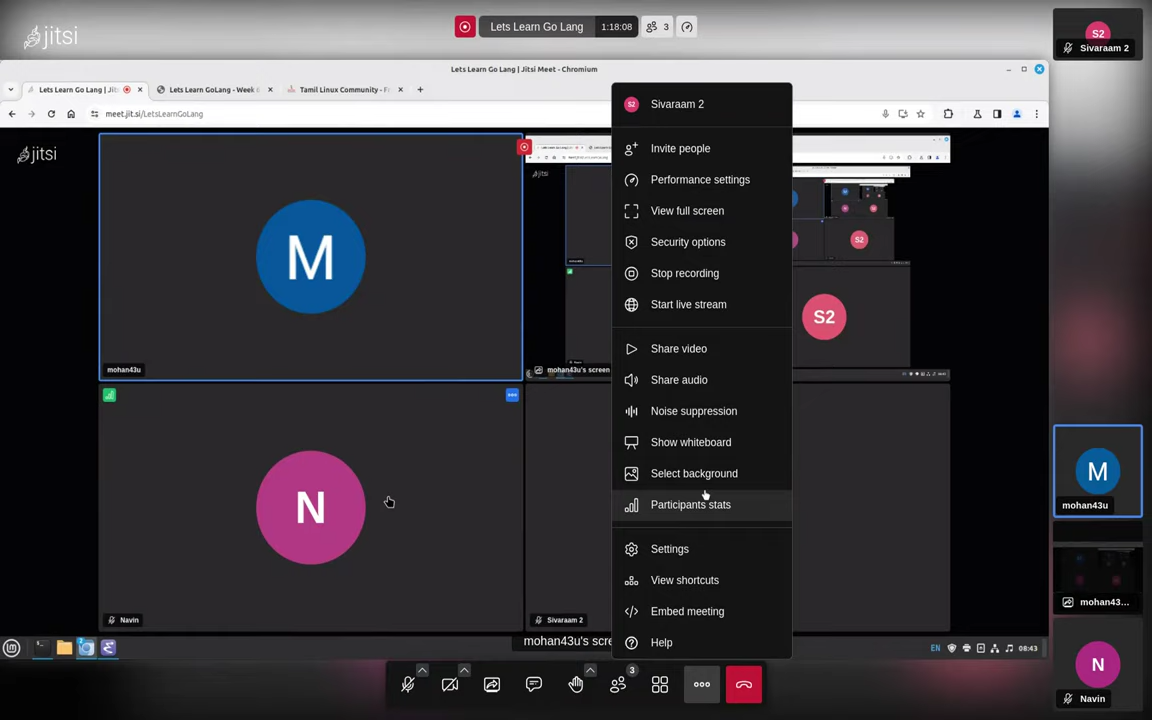 jitsi
Lets Learn Go Lang
1:18:08
3
S2
Sivaraam 2
Lets Learn Go Lang | Jitsi Meet - Chromium
Lets Learn Go Lang | Jit
Lets Learn GoLang - Week
Tamil Linux Community - F
meet.jit.si/LetsLearnGoLang
jitsi
M
mohan43u
S2
mohan43u's screen
N
Navin
Sivaraam 2
S2
Sivaraam 2
Invite people
Performance settings
View full screen
Security options
Stop recording
Start live stream
Share video
Share audio
Noise suppression
Show whiteboard
Select background
Participants stats
Settings
View shortcuts
Embed meeting
Help
mohan43u's scre
EN
08:43
3
M
mohan43u
mohan43...
N
Navin